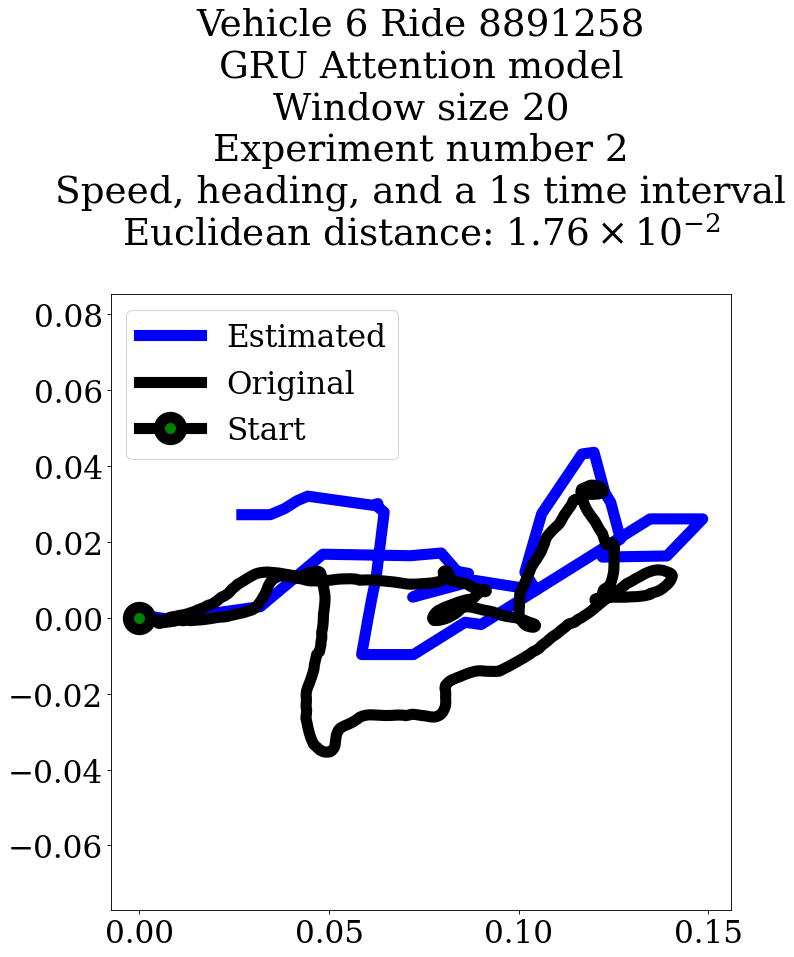 Vehicle 6 Ride 8891258
GRU Attention model
Window size 20
Experiment number 2
Speed, heading, and a 1s time interval
Euclidean distance: 1.76 × 10⁻²
Estimated
Original
Start
0.08
0.06
0.04
0.02
0.00
−0.02
−0.04
−0.06
0.00 0.05 0.10 0.15